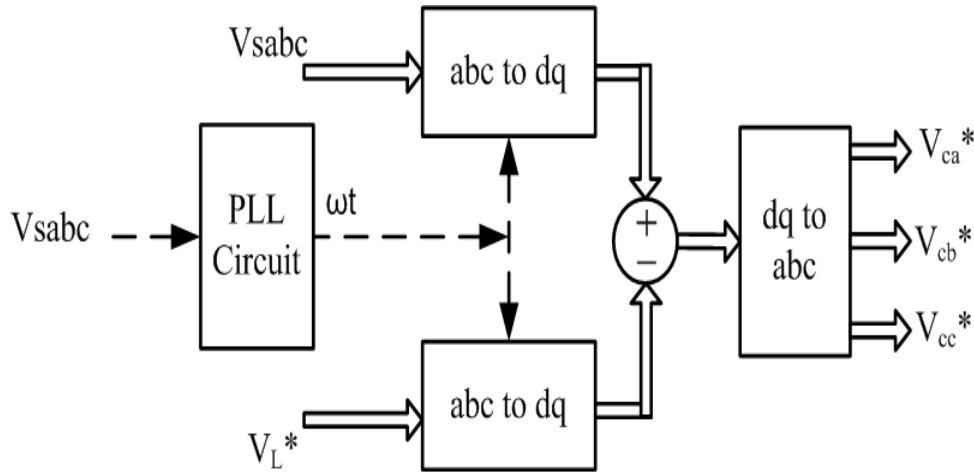 Vsabc
abc to dq
Vsabc
PLL
Circuit
ωt
+
−
dq to
abc
Vca*
Vcb*
Vcc*
abc to dq
VL*